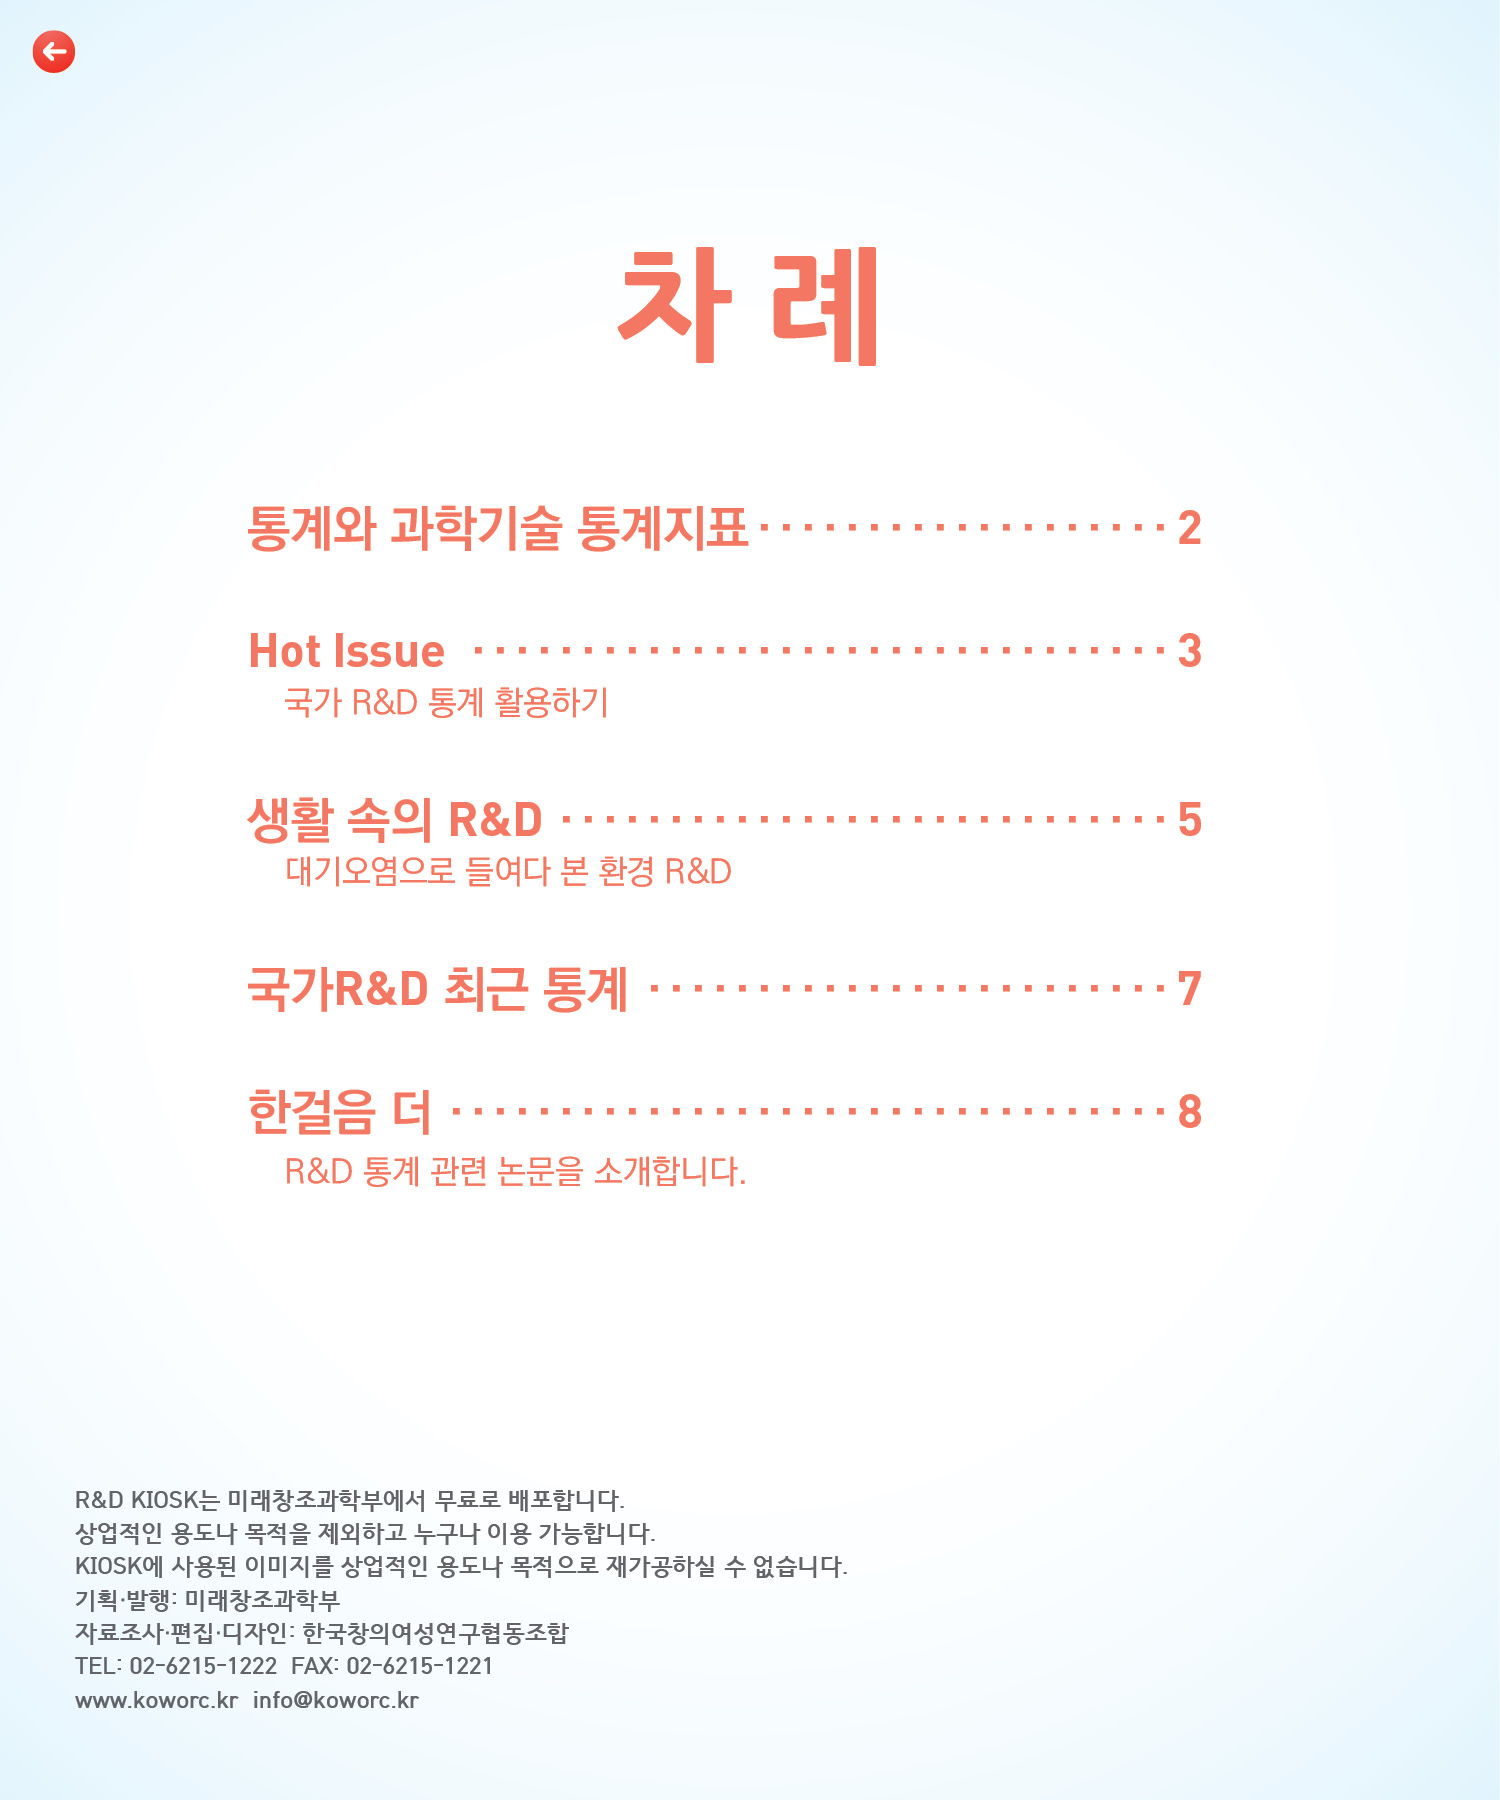 차 례
통계와 과학기술 통계지표 · · · · · · · · · · · · · · · · · · · 2
Hot Issue · · · · · · · · · · · · · · · · · · · · · · · · · · · · · · · · 3
국가 R&D 통계 활용하기
생활 속의 R&D · · · · · · · · · · · · · · · · · · · · · · · · · · · · 5
대기오염으로 들여다 본 환경 R&D
국가R&D 최근 통계 · · · · · · · · · · · · · · · · · · · · · · · · 7
한걸음 더 · · · · · · · · · · · · · · · · · · · · · · · · · · · · · · · · · 8
R&D 통계 관련 논문을 소개합니다.
R&D KIOSK는 미래창조과학부에서 무료로 배포합니다.
상업적인 용도나 목적을 제외하고 누구나 이용 가능합니다.
KIOSK에 사용된 이미지를 상업적인 용도나 목적으로 재가공하실 수 없습니다.
기획·발행: 미래창조과학부
자료조사·편집·디자인: 한국창의여성연구협동조합
TEL: 02-6215-1222 FAX: 02-6215-1221
www.koworc.kr info@koworc.kr